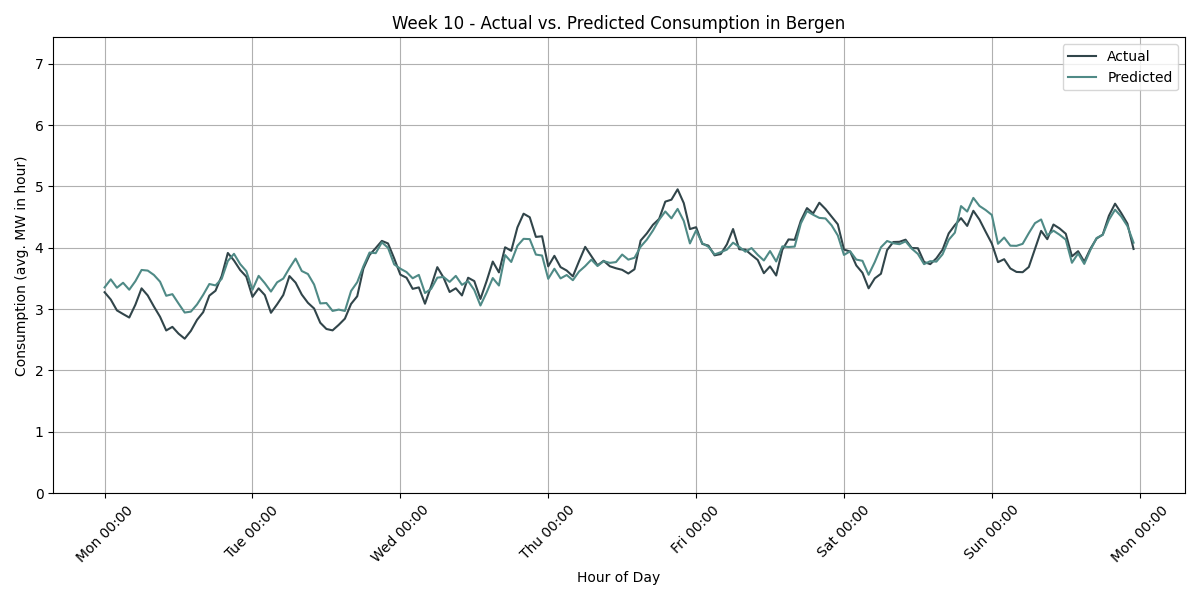 Week 10 - Actual vs. Predicted Consumption in Bergen
Actual
Predicted
Consumption (avg. MW in hour)
7
6
5
4
3
2
1
0
Mon 00:00
Tue 00:00
Wed 00:00
Thu 00:00
Fri 00:00
Sat 00:00
Sun 00:00
Mon 00:00
Hour of Day